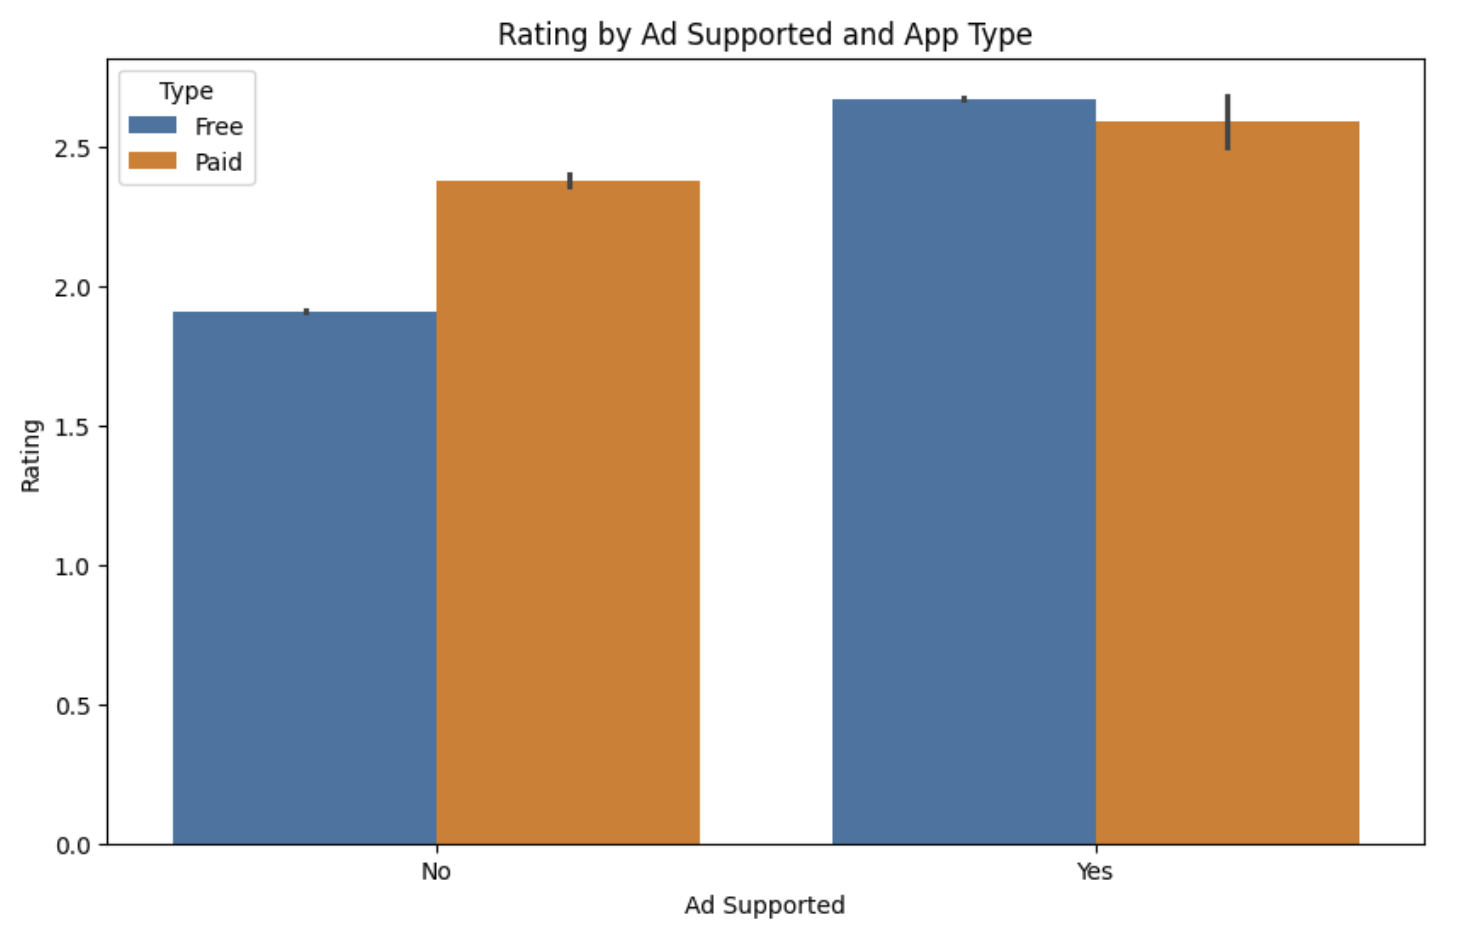 Rating by Ad Supported and App Type
Type
Free
Paid
Rating
2.5
2.0
1.5
1.0
0.5
0.0
No
Yes
Ad Supported